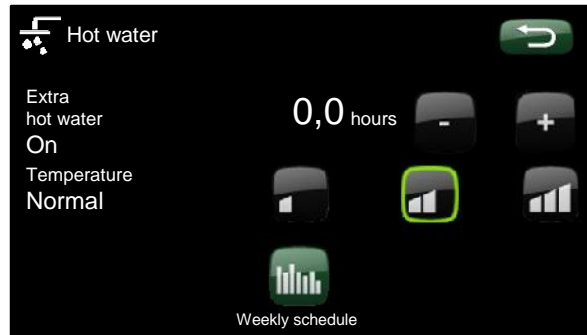 Hot water
Extra
hot water
On
0,0 hours
-
+
Temperature
Normal
Weekly schedule